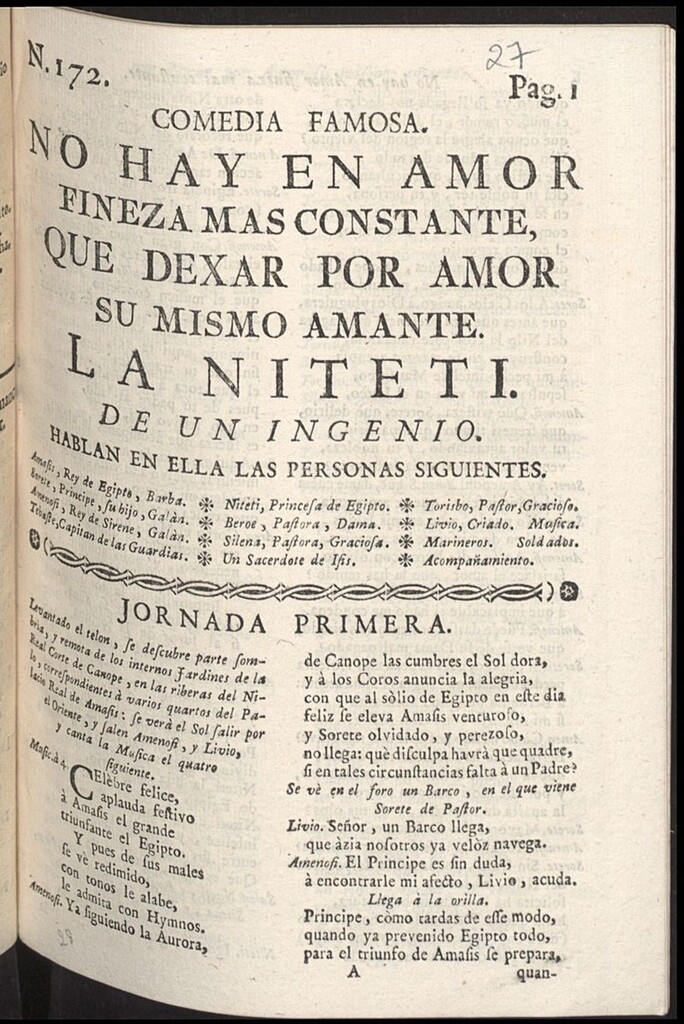 N.172.
27
Pag. 1
COMEDIA FAMOSA.
NO HAY EN AMOR
FINEZA MAS CONSTANTE,
QUE DEXAR POR AMOR
SU MISMO AMANTE.
LA NITETI.
DE UN INGENIO.
HABLAN EN ELLA LAS PERSONAS SIGUIENTES.
Amaſis, Rey de Egipto, Barba.
Sorete, Principe, ſu hijo, Galàn.
Amenoſi, Rey de Sirene, Galàn.
Tebaſte, Capitan de las Guardias.
Niteti, Princeſa de Egipto.
Beroe, Paſtora, Dama.
Silena, Paſtora, Gracioſa.
Un Sacerdote de Iſis.
Torisbo, Paſtor, Gracioſo.
Livio, Criado. Muſica.
Marineros. Soldados.
Acompañamiento.
JORNADA PRIMERA.
Levantado el telon, ſe deſcubre parte ſom-
bria, y remota de los internos Jardines de la
Real Corte de Canope, en las riberas del Ni-
lo, correſpondientes à varios quartos del Pa-
lacio Real de Amaſis: ſe verà el Sol ſalir por
el Oriente, y ſalen Amenoſi, y Livio,
y canta la Muſica el quatro
ſiguiente.
Muſic. à 4. CElèbre felice,
aplauda feſtivo
à Amaſis el grande
triunfante el Egipto.
Y pues de ſus males
ſe vè redimido,
con tonos le alabe,
le admita con Hymnos.
Amenoſi. Ya ſiguiendo la Aurora,
de Canope las cumbres el Sol dora,
y à los Coros anuncia la alegria,
con que al sòlio de Egipto en eſte dia
feliz ſe eleva Amaſis venturoſo,
y Sorete olvidado, y perezoſo,
no llega: què diſculpa havrà que quadre,
ſi en tales circunſtancias falta à un Padre?
Se vè en el foro un Barco, en el que viene
Sorete de Paſtor.
Livio. Señor, un Barco llega,
que àzia noſotros ya velòz navega.
Amenoſi. El Principe es ſin duda,
à encontrarle mi afecto, Livio, acuda.
Llega à la orilla.
Principe, còmo tardas de eſſe modo,
quando ya prevenido Egipto todo,
para el triunfo de Amaſis ſe prepara,
A
quan-